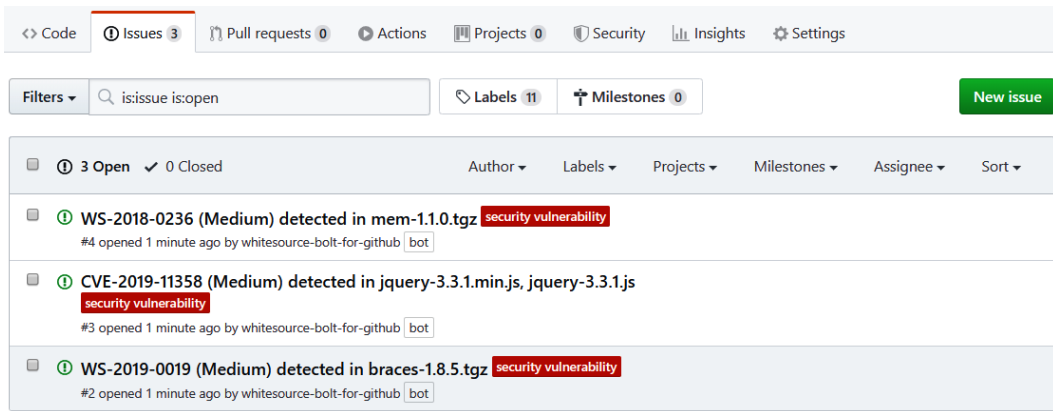 <> Code Issues 3 Pull requests 0 Actions Projects 0 Security Insights Settings
Filters is:issue is:open Labels 11 Milestones 0 New issue
3 Open 0 Closed Author Labels Projects Milestones Assignee Sort
WS-2018-0236 (Medium) detected in mem-1.1.0.tgz security vulnerability
#4 opened 1 minute ago by whitesource-bolt-for-github bot
CVE-2019-11358 (Medium) detected in jquery-3.3.1.min.js, jquery-3.3.1.js
security vulnerability
#3 opened 1 minute ago by whitesource-bolt-for-github bot
WS-2019-0019 (Medium) detected in braces-1.8.5.tgz security vulnerability
#2 opened 1 minute ago by whitesource-bolt-for-github bot